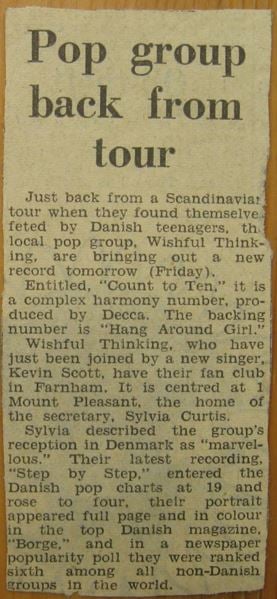 Pop group
back from
tour
Just back from a Scandinavian
tour when they found themselve
feted by Danish teenagers, th
local pop group, Wishful Think-
ing, are bringing out a new
record tomorrow (Friday).
Entitled, "Count to Ten," it is
a complex harmony number, pro-
duced by Decca. The backing
number is "Hang Around Girl."
Wishful Thinking, who have
just been joined by a new singer,
Kevin Scott, have their fan club
in Farnham. It is centred at 1
Mount Pleasant, the home of
the secretary, Sylvia Curtis.
Sylvia described the group's
reception in Denmark as "marvel-
lous." Their latest recording,
"Step by Step," entered the
Danish pop charts at 19 and
rose to four, their portrait
appeared full page and in colour
in the top Danish magazine,
"Borge," and in a newspaper
popularity poll they were ranked
sixth among all non-Danish
groups in the world.